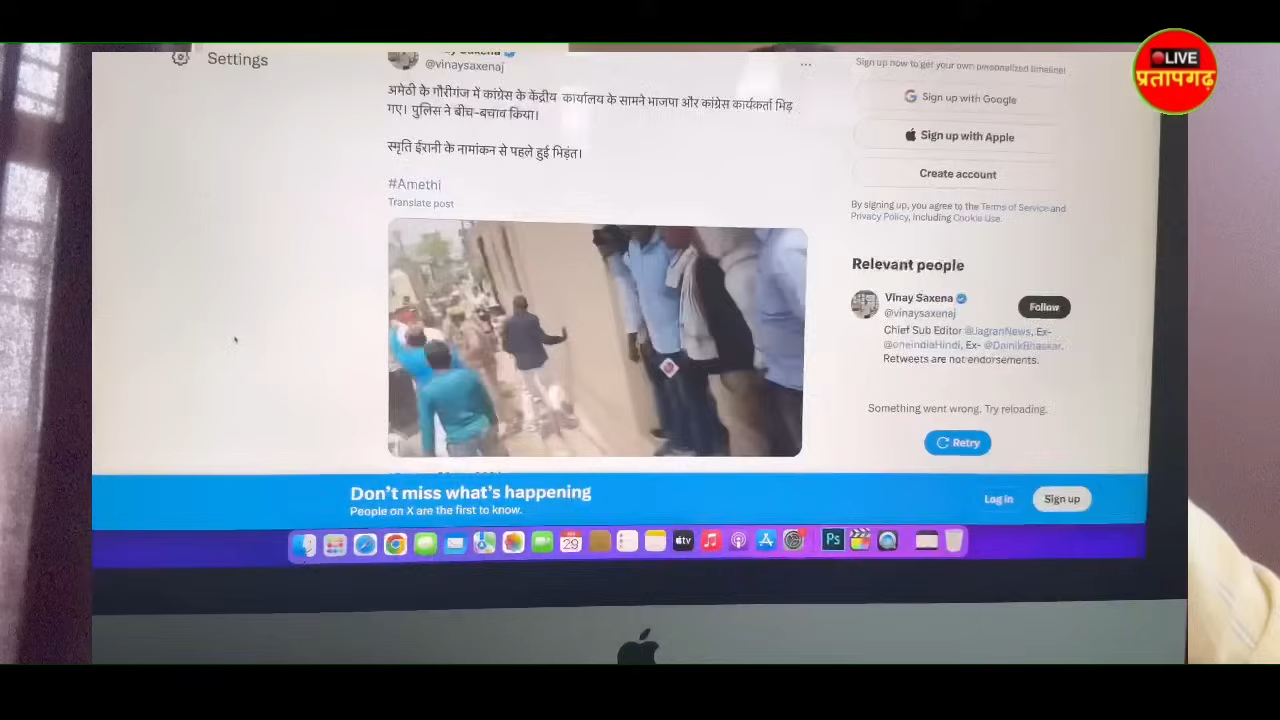 LIVE
प्रतापगढ़
Settings
Saxena
@vinaysaxenaj
अमेठी के गौरीगंज में कांग्रेस के केंद्रीय कार्यालय के सामने भाजपा और कांग्रेस कार्यकर्ता भिड़
गए। पुलिस ने बीच-बचाव किया।
स्मृति ईरानी के नामांकन से पहले हुई भिड़ंत।
#Amethi
Translate post
Sign up now to get your own personalized timeline!
Sign up with Google
Sign up with Apple
Create account
By signing up, you agree to the Terms of Service and
Privacy Policy, including Cookie Use.
Relevant people
Vinay Saxena
@vinaysaxenaj
Follow
Chief Sub Editor @JagranNews, Ex-
@oneindiaHindi, Ex- @DainikBhaskar.
Retweets are not endorsements.
Something went wrong. Try reloading.
Retry
Don't miss what's happening
People on X are the first to know.
Log in
Sign up
29
tv
Ps